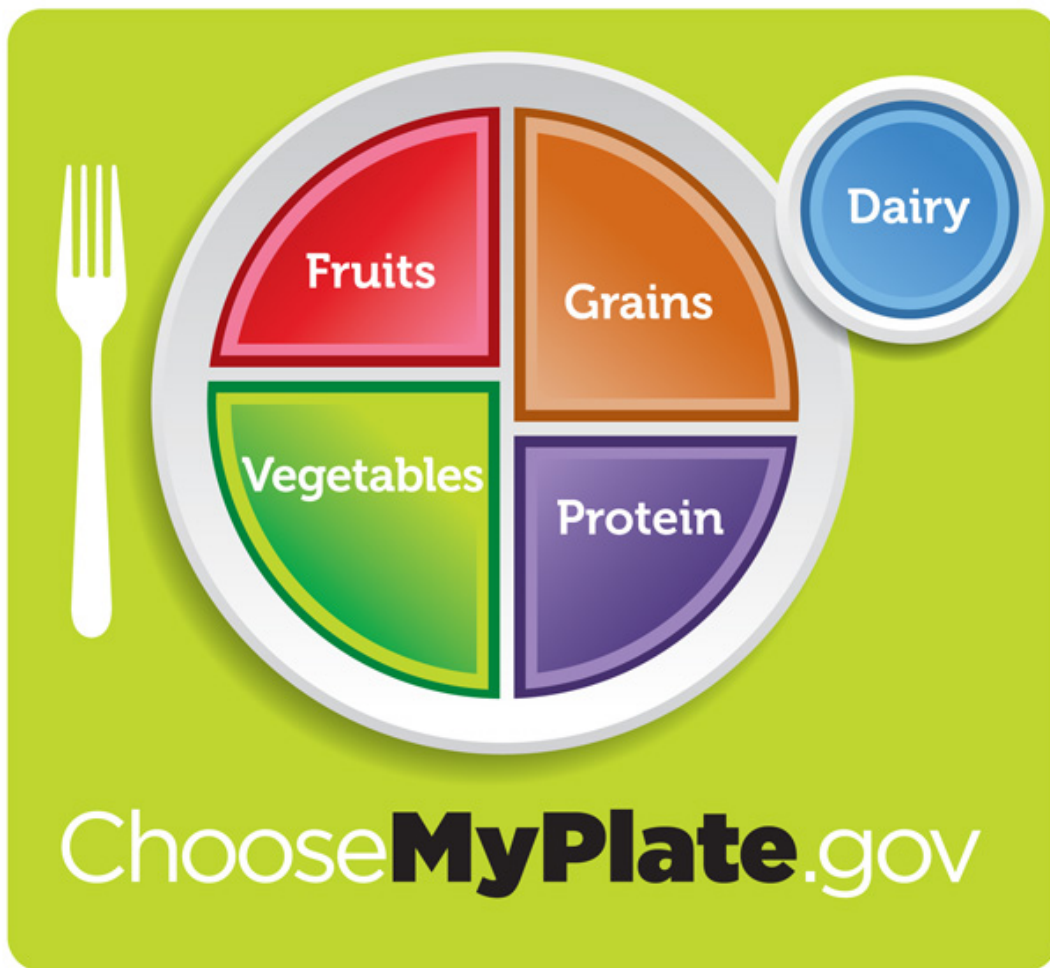 Dairy
Fruits
Grains
Vegetables
Protein
ChooseMyPlate.gov